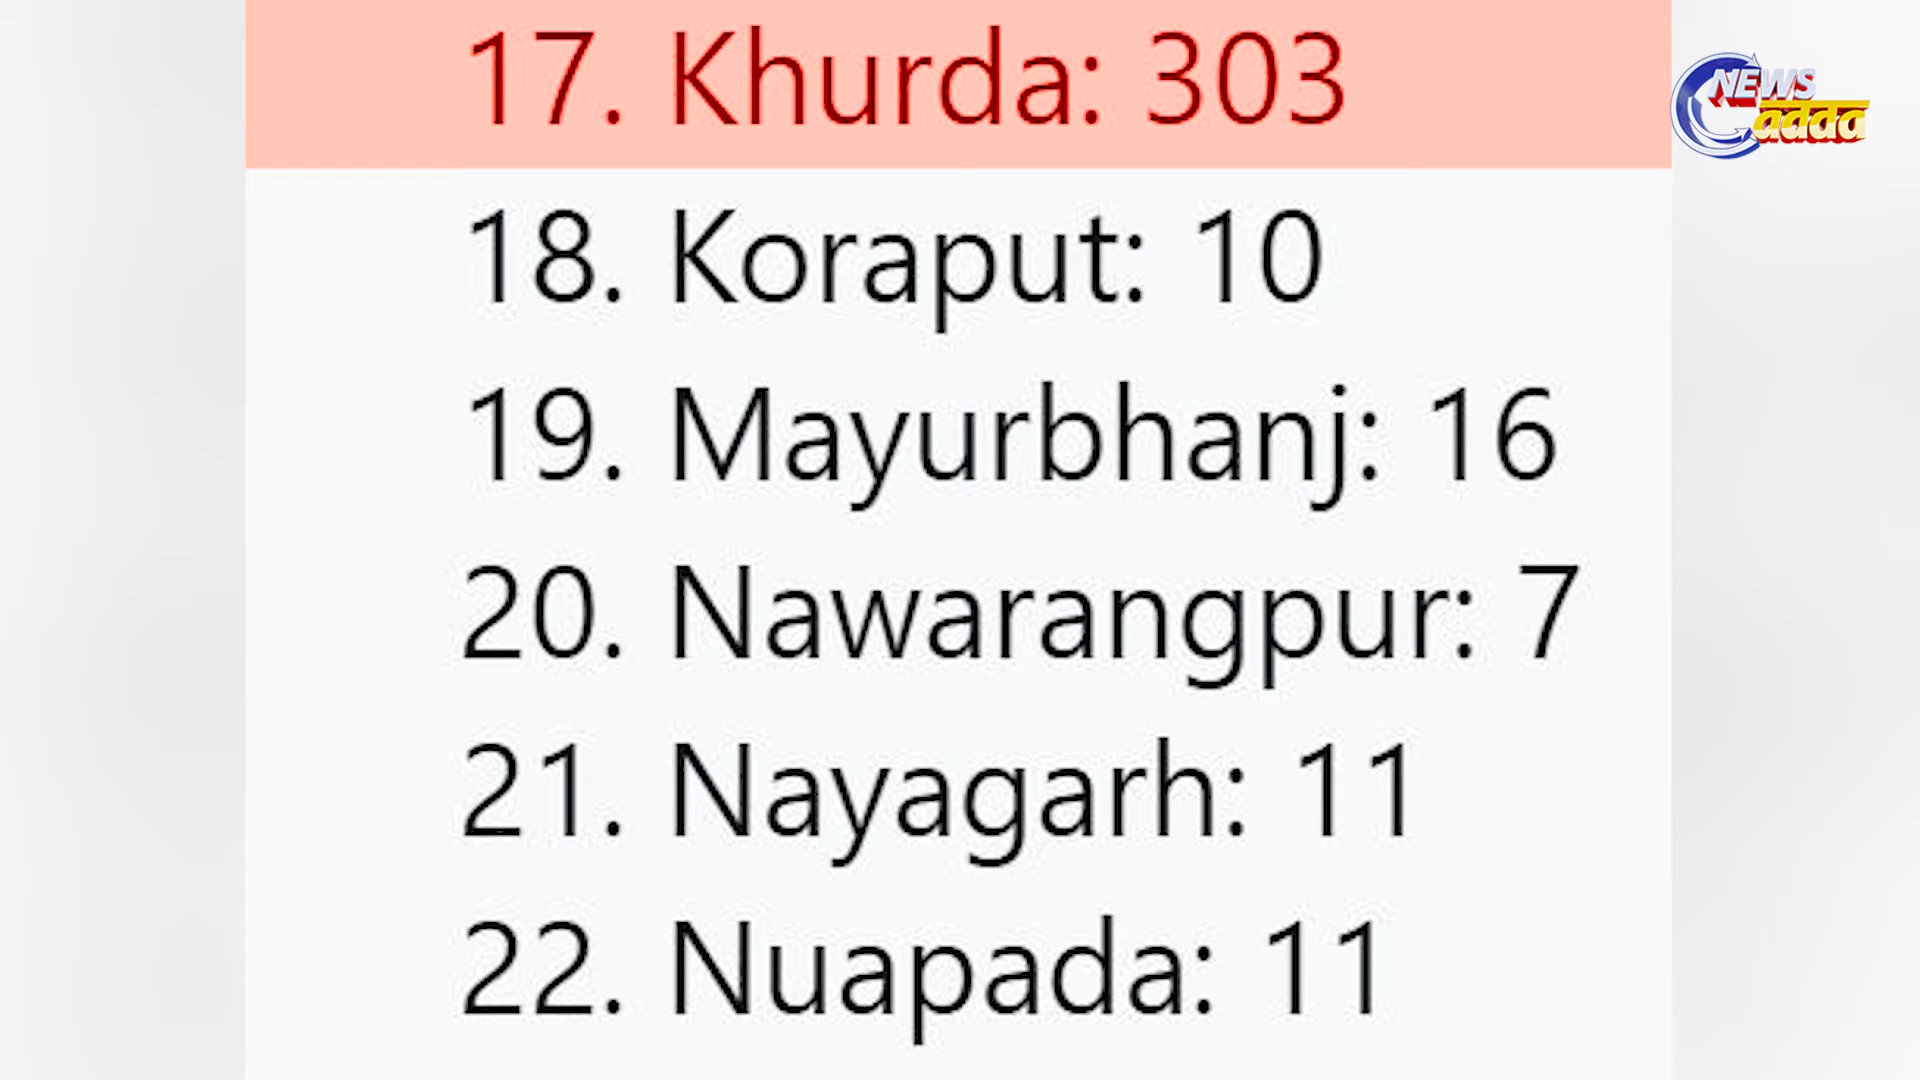 17. Khurda: 303
NEWS
adda
18. Koraput: 10
19. Mayurbhanj: 16
20. Nawarangpur: 7
21. Nayagarh: 11
22. Nuapada: 11